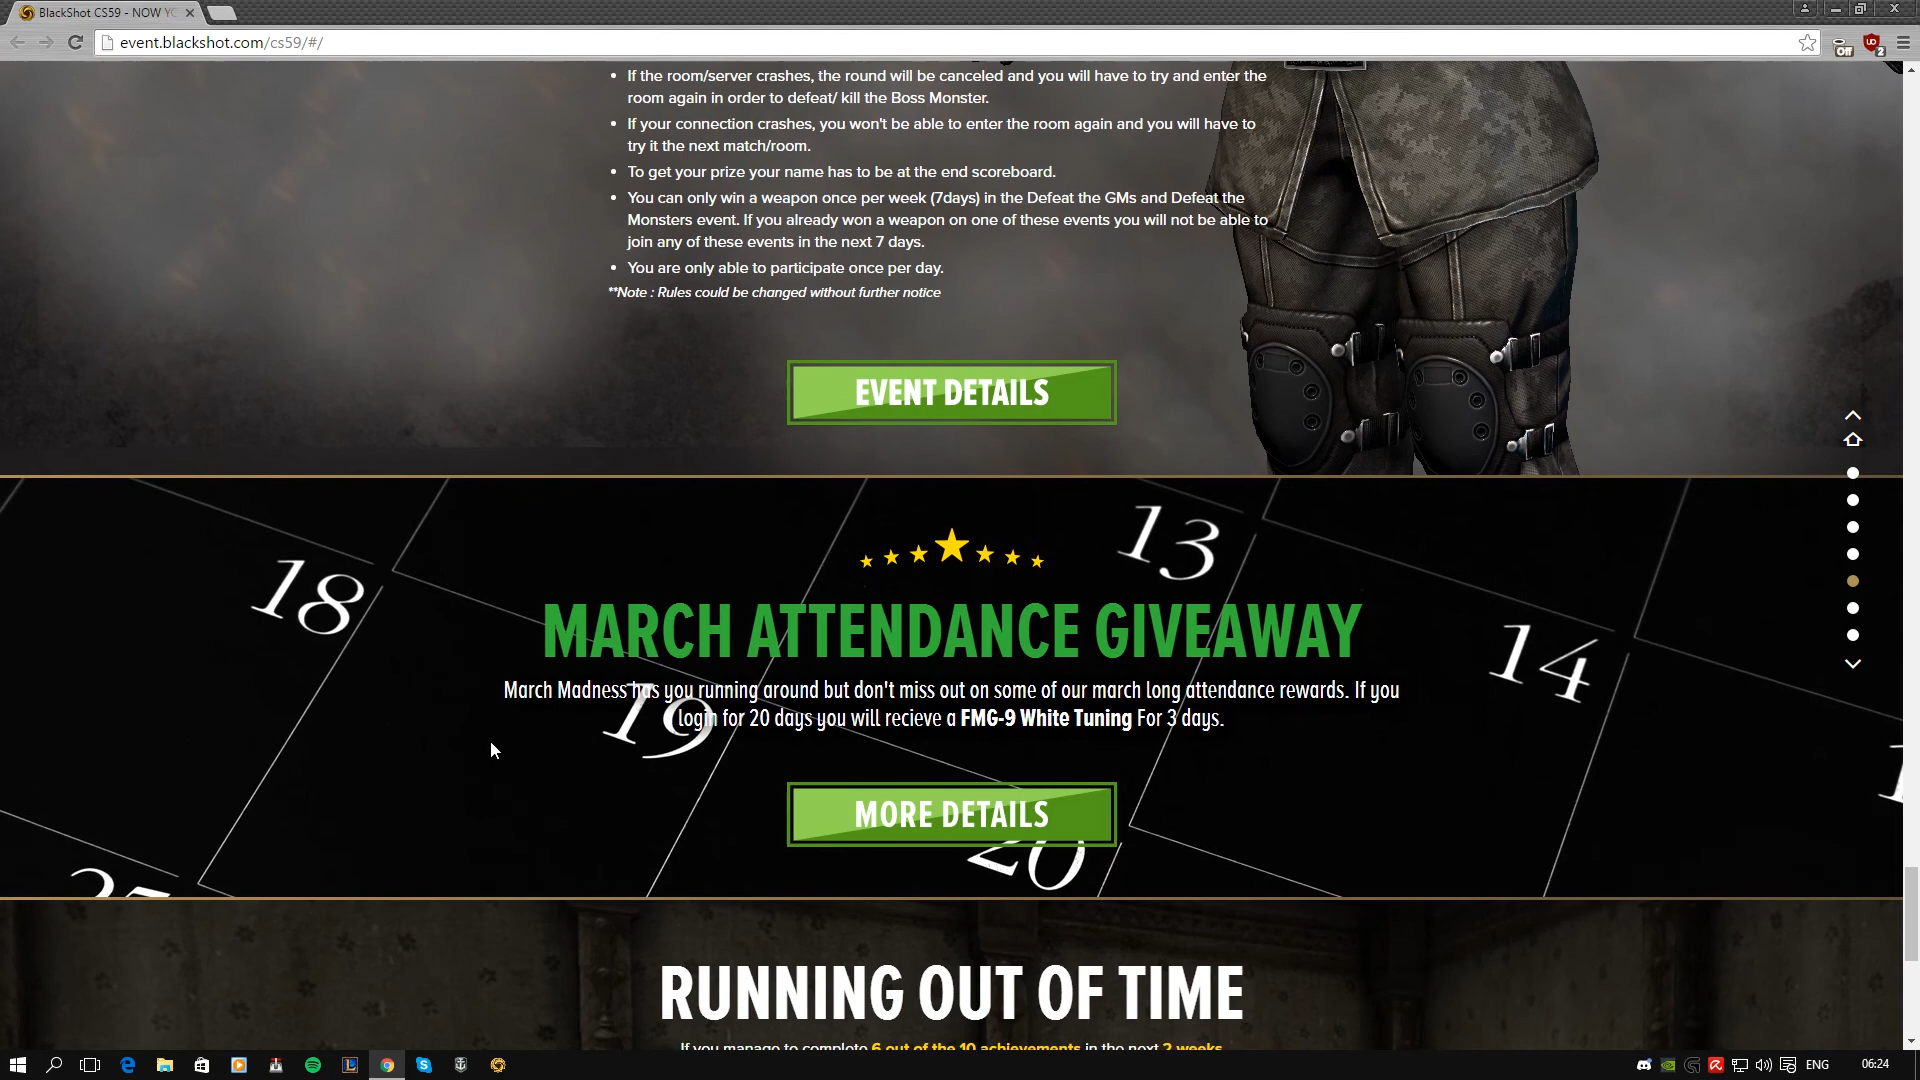 BlackShot CS59 - NOW YO
event.blackshot.com/cs59/#/
Off
2
If the room/server crashes, the round will be canceled and you will have to try and enter the
room again in order to defeat/ kill the Boss Monster.
If your connection crashes, you won't be able to enter the room again and you will have to
try it the next match/room.
To get your prize your name has to be at the end scoreboard.
You can only win a weapon once per week (7days) in the Defeat the GMs and Defeat the
Monsters event. If you already won a weapon on one of these events you will not be able to
join any of these events in the next 7 days.
You are only able to participate once per day.
**Note : Rules could be changed without further notice
EVENT DETAILS
13
18
14
MARCH ATTENDANCE GIVEAWAY
March Madness has you running around but don't miss out on some of our march long attendance rewards. If you
login for 20 days you will recieve a FMG-9 White Tuning For 3 days.
19
MORE DETAILS
20
RUNNING OUT OF TIME
If you manage to complete 6 out of the 10 achievements in the next 2 weeks
ENG
06:24